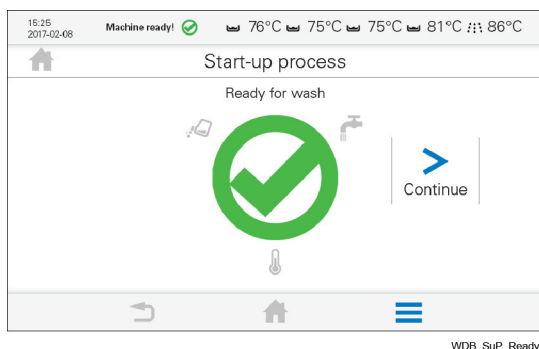 15:25
2017-02-08
Machine ready!
76°C 75°C 75°C 81°C 86°C
Start-up process
Ready for wash
Continue
WDB_SuP_Ready